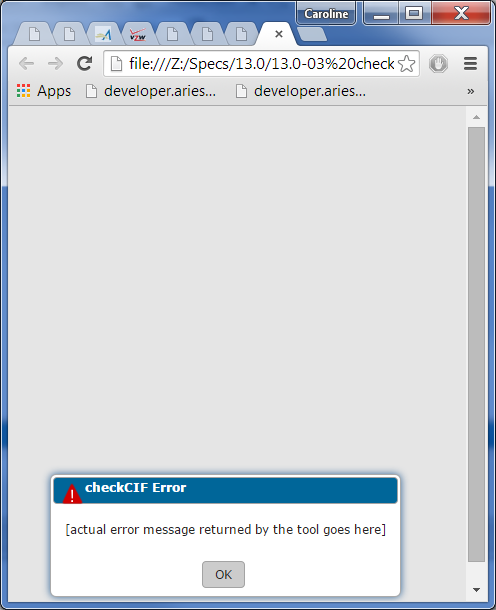 Caroline
V7W
file:///Z:/Specs/13.0/13.0-03%20check
Apps
developer.aries...
developer.aries...
»
checkCIF Error
[actual error message returned by the tool goes here]
OK